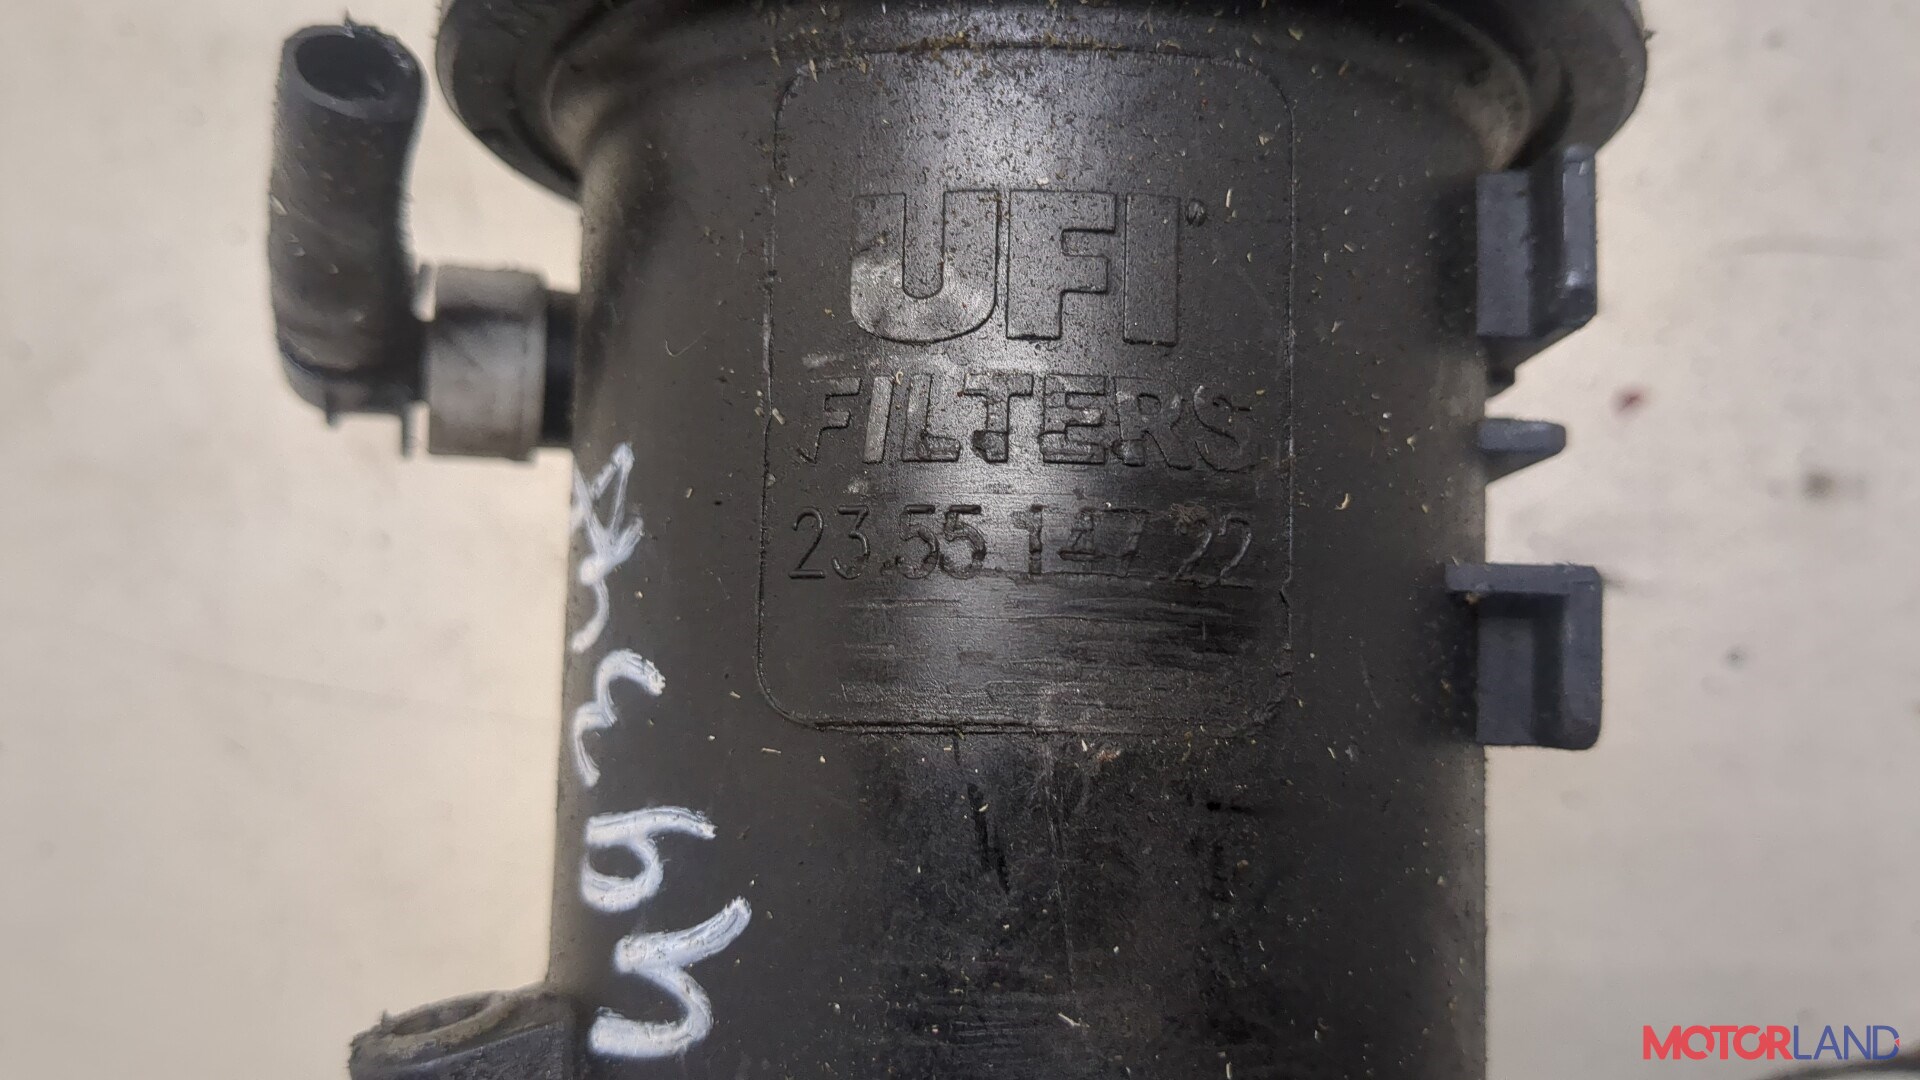 UFI
FILTERS
23.55.147.22
MOTORLAND